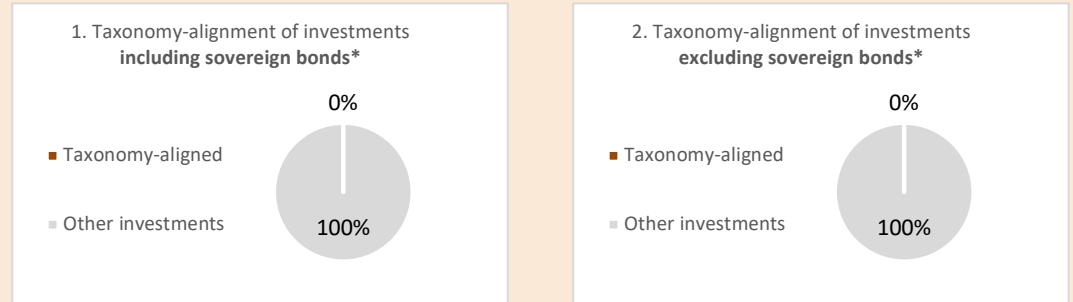 1. Taxonomy-alignment of investments
including sovereign bonds*
0%
Taxonomy-aligned
Other investments
100%
2. Taxonomy-alignment of investments
excluding sovereign bonds*
0%
Taxonomy-aligned
Other investments
100%